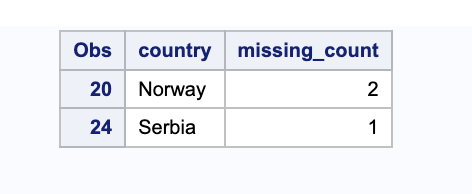 Obs country missing_count
20 Norway 2
24 Serbia 1